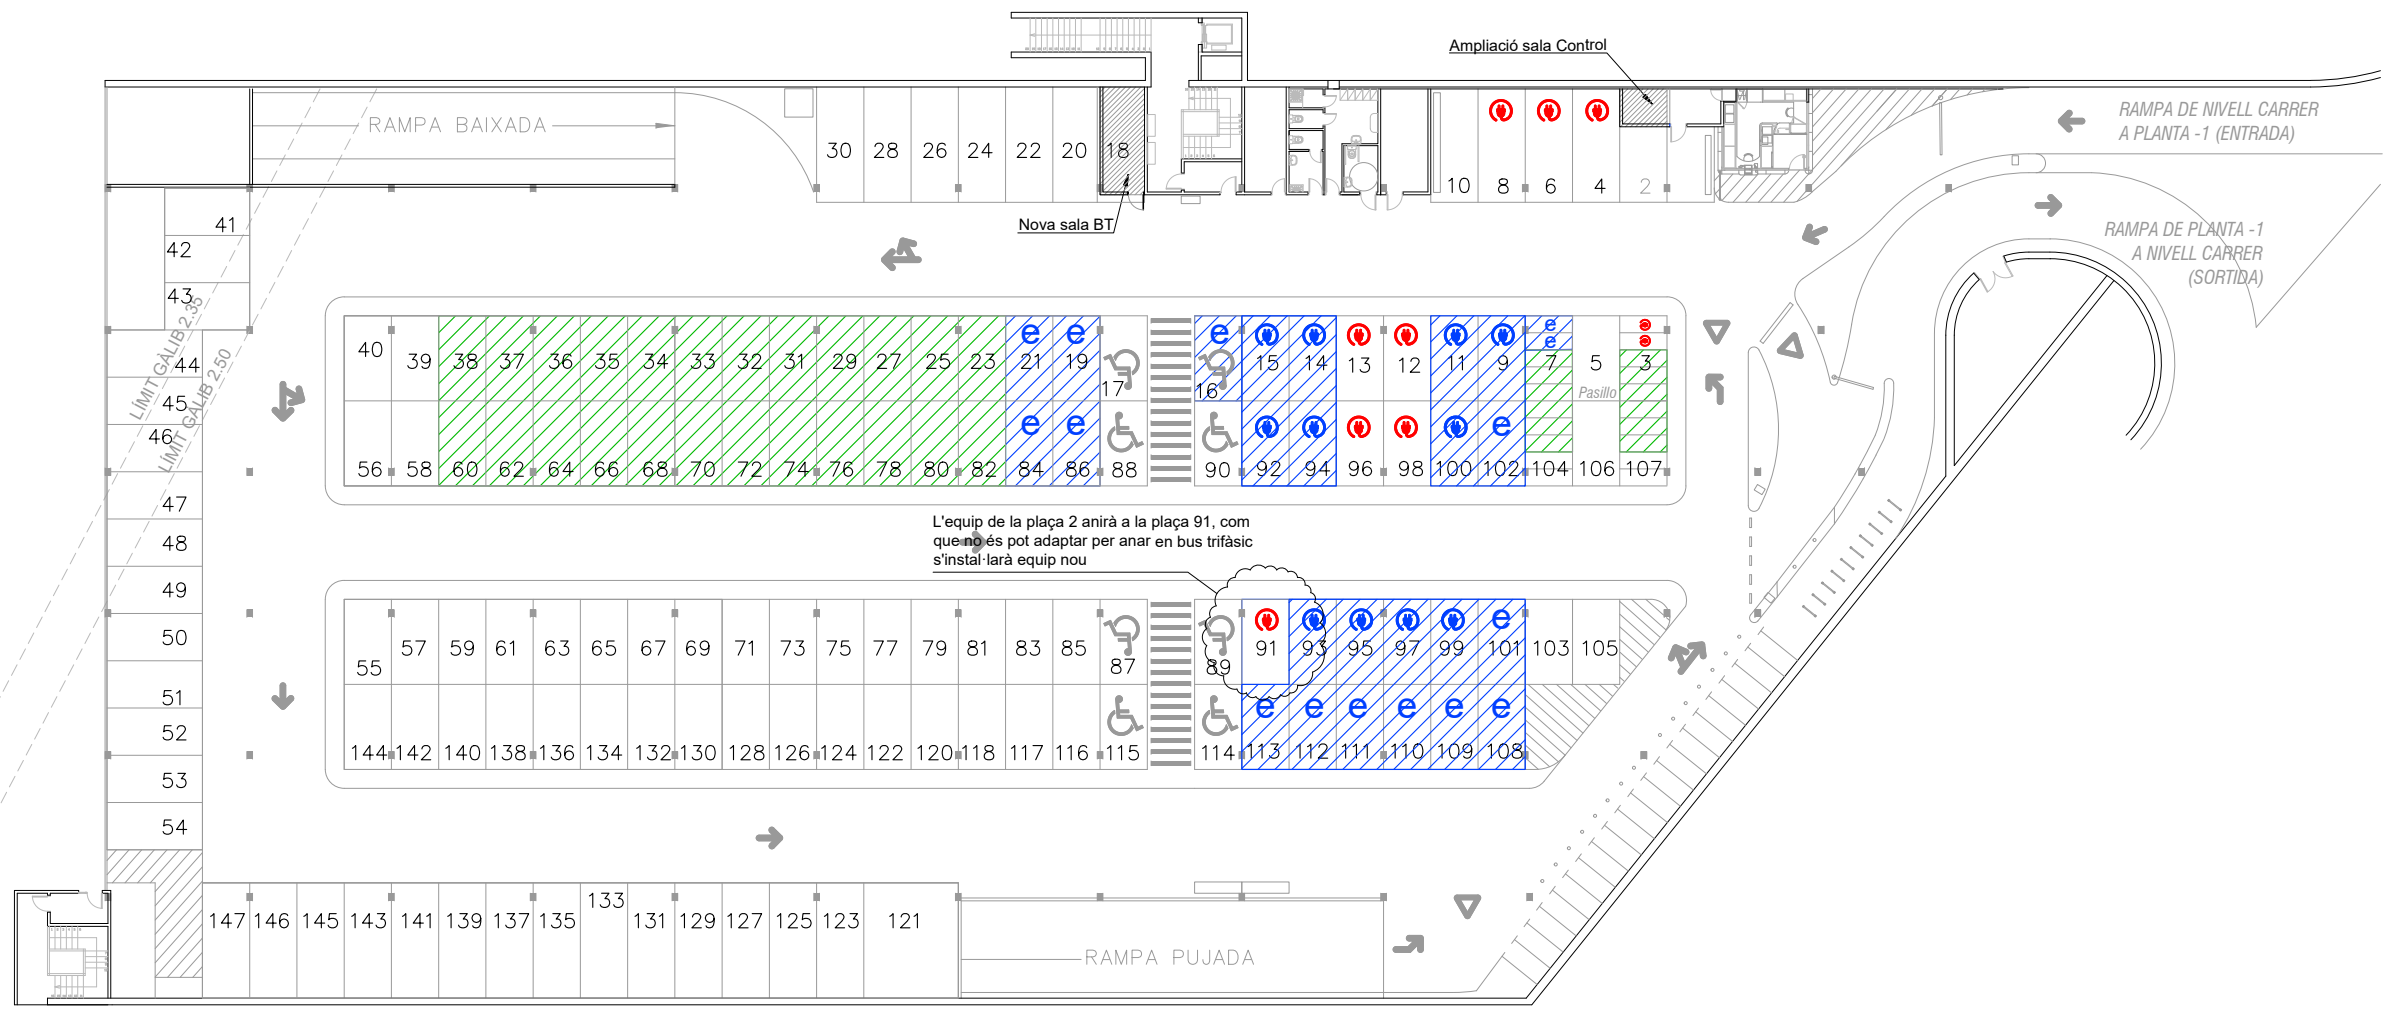 Ampliació sala Control
RAMPA DE NIVELL CARRER
A PLANTA -1 (ENTRADA)
RAMPA BAIXADA
30 28 26 24 22 20 18
10 8 6 4 2
Nova sala BT
RAMPA DE PLANTA -1
A NIVELL CARRER
(SORTIDA)
41
42
43
LÍMIT GÀLIB 2.35
LÍMIT GÀLIB 2.50
44
45
46
47
48
49
50
51
52
53
54
e e e e
e
40 39 38 37 36 35 34 33 32 31 29 27 25 23 21 19 17 16 15 14 13 12 11 9 7 5 3
Pasillo
e e e
56 58 60 62 64 66 68 70 72 74 76 78 80 82 84 86 88 90 92 94 96 98 100 102 104 106 107
L'equip de la plaça 2 anirà a la plaça 91, com
que no és pot adaptar per anar en bus trifàsic
s'instal·larà equip nou
e
55 57 59 61 63 65 67 69 71 73 75 77 79 81 83 85 87 89 91 93 95 97 99 101 103 105
e e e e e e
144 142 140 138 136 134 132 130 128 126 124 122 120 118 117 116 115 114 113 112 111 110 109 108
147 146 145 143 141 139 137 135 133 131 129 127 125 123 121
RAMPA PUJADA